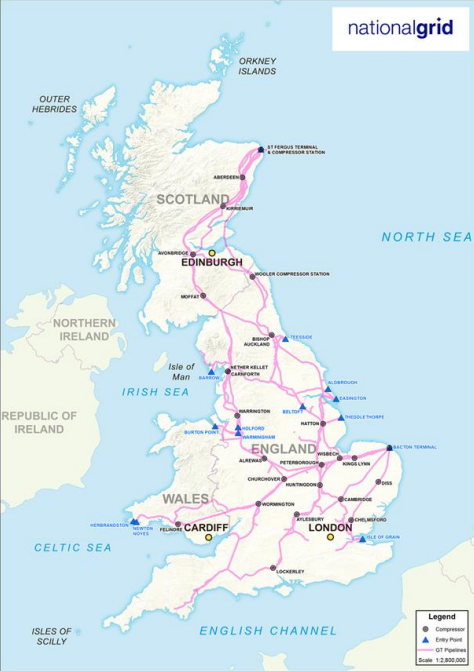 nationalgrid
ORKNEY
ISLANDS
OUTER
HEBRIDES
ST FERGUS TERMINAL
& COMPRESSOR STATION
ABERDEEN
SCOTLAND
KIRRIEMUIR
NORTH SEA
AVONBRIDGE
EDINBURGH
WOOLER COMPRESSOR STATION
MOFFAT
NORTHERN
IRELAND
BISHOP
AUCKLAND
TEESSIDE
Isle of
Man
NETHER KELLET
CARNFORTH
BARROW
ALDBROUGH
EASINGTON
IRISH SEA
BELTOFT
THEDDLETHORPE
REPUBLIC OF
IRELAND
WARRINGTON
HATTON
BURTON POINT
HOLFORD
WARMINGHAM
ENGLAND
BACTON TERMINAL
ALREWAS
WISBECH
PETERBOROUGH
KINGS LYNN
CHURCHOVER
HUNTINGDON
DISS
WALES
CAMBRIDGE
WORMINGTON
HERBRANDSTON
NEWTON
NOYES
FELINDRE
CARDIFF
AYLESBURY
LONDON
CHELMSFORD
ISLE OF GRAIN
CELTIC SEA
LOCKERLEY
ISLES OF
SCILLY
ENGLISH CHANNEL
Legend
Compressor
Entry Point
GT Pipelines
Scale 1:2,800,000